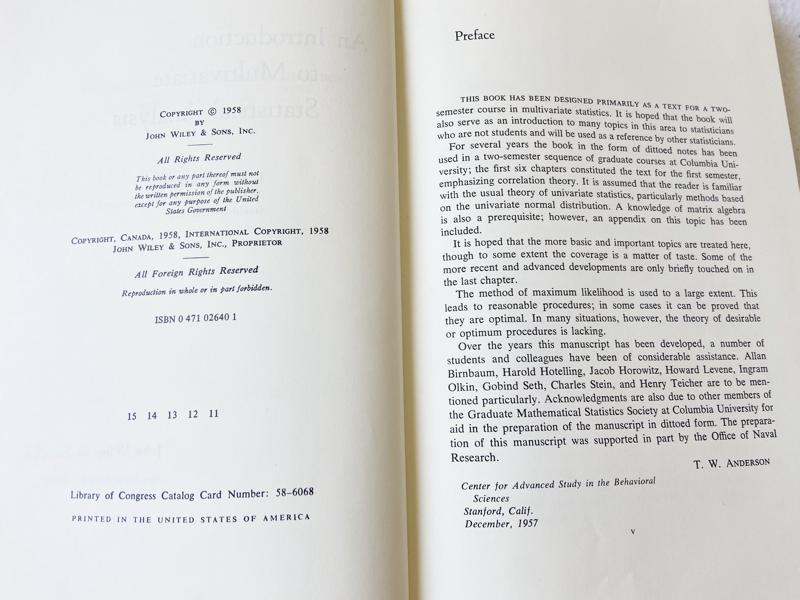 COPYRIGHT © 1958
BY
JOHN WILEY & SONS, INC.
All Rights Reserved
This book or any part thereof must not
be reproduced in any form without
the written permission of the publisher,
except for any purpose of the United
States Government
COPYRIGHT, CANADA, 1958, INTERNATIONAL COPYRIGHT, 1958
JOHN WILEY & SONS, INC., PROPRIETOR
All Foreign Rights Reserved
Reproduction in whole or in part forbidden.
ISBN 0 471 02640 1
15 14 13 12 11
Library of Congress Catalog Card Number: 58-6068
PRINTED IN THE UNITED STATES OF AMERICA
Preface
THIS BOOK HAS BEEN DESIGNED PRIMARILY AS A TEXT FOR A TWO-
semester course in multivariate statistics. It is hoped that the book will
also serve as an introduction to many topics in this area to statisticians
who are not students and will be used as a reference by other statisticians.
For several years the book in the form of dittoed notes has been
used in a two-semester sequence of graduate courses at Columbia Uni-
versity; the first six chapters constituted the text for the first semester,
emphasizing correlation theory. It is assumed that the reader is familiar
with the usual theory of univariate statistics, particularly methods based
on the univariate normal distribution. A knowledge of matrix algebra
is also a prerequisite; however, an appendix on this topic has been
included.
It is hoped that the more basic and important topics are treated here,
though to some extent the coverage is a matter of taste. Some of the
more recent and advanced developments are only briefly touched on in
the last chapter.
The method of maximum likelihood is used to a large extent. This
leads to reasonable procedures; in some cases it can be proved that
they are optimal. In many situations, however, the theory of desirable
or optimum procedures is lacking.
Over the years this manuscript has been developed, a number of
students and colleagues have been of considerable assistance. Allan
Birnbaum, Harold Hotelling, Jacob Horowitz, Howard Levene, Ingram
Olkin, Gobind Seth, Charles Stein, and Henry Teicher are to be men-
tioned particularly. Acknowledgments are also due to other members of
the Graduate Mathematical Statistics Society at Columbia University for
aid in the preparation of the manuscript in dittoed form. The prepara-
tion of this manuscript was supported in part by the Office of Naval
Research.
T. W. ANDERSON
Center for Advanced Study in the Behavioral
Sciences
Stanford, Calif.
December, 1957
v